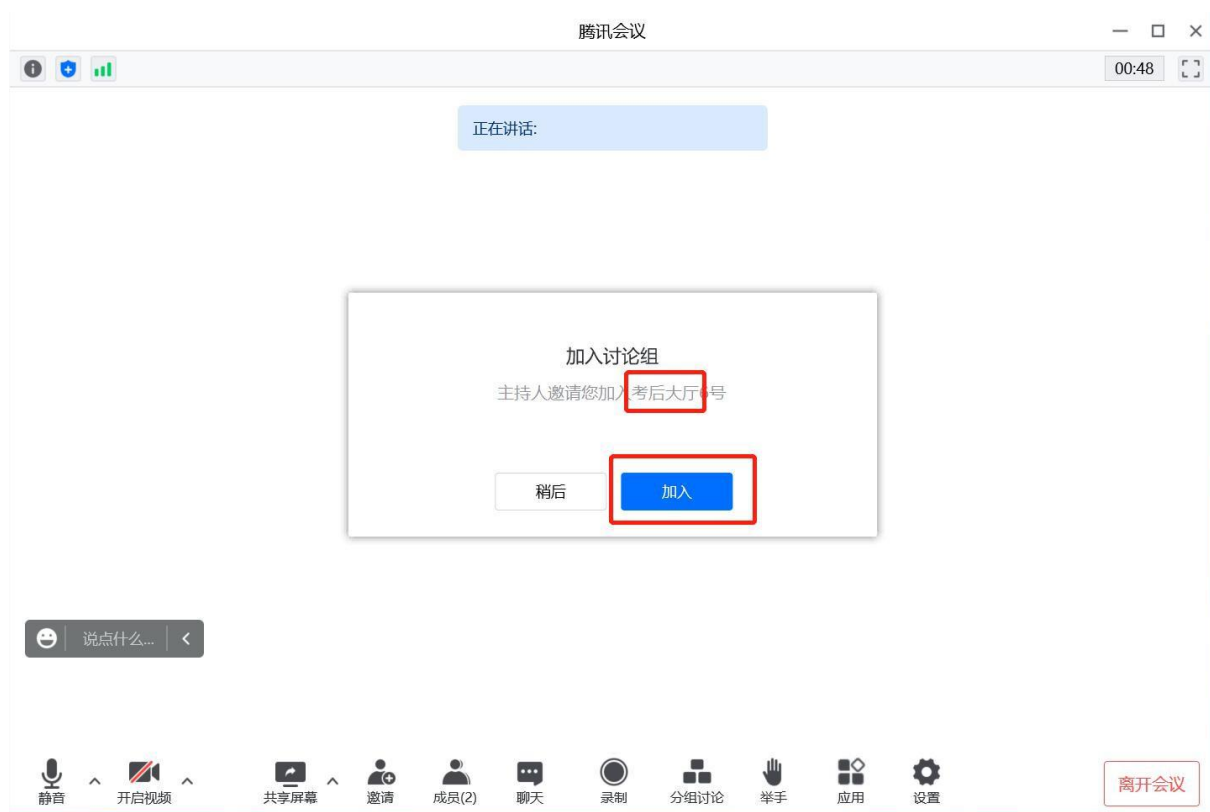 腾讯会议
00:48
正在讲话:
加入讨论组
主持人邀请您加入考后大厅6号
稍后 加入
说点什么...
静音 开启视频 共享屏幕 邀请 成员(2) 聊天 录制 分组讨论 举手 应用 设置 离开会议